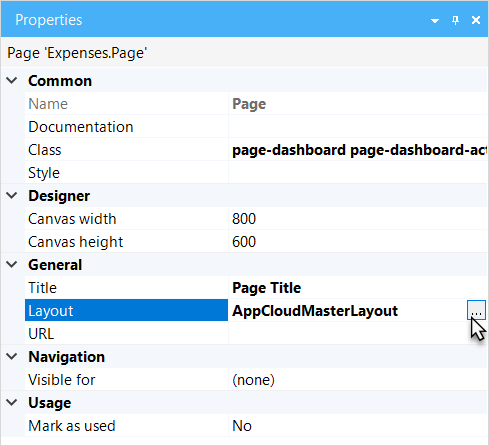 Properties
Page 'Expenses.Page'
Common
Name Page
Documentation
Class page-dashboard page-dashboard-act
Style
Designer
Canvas width 800
Canvas height 600
General
Title Page Title
Layout AppCloudMasterLayout ...
URL
Navigation
Visible for (none)
Usage
Mark as used No